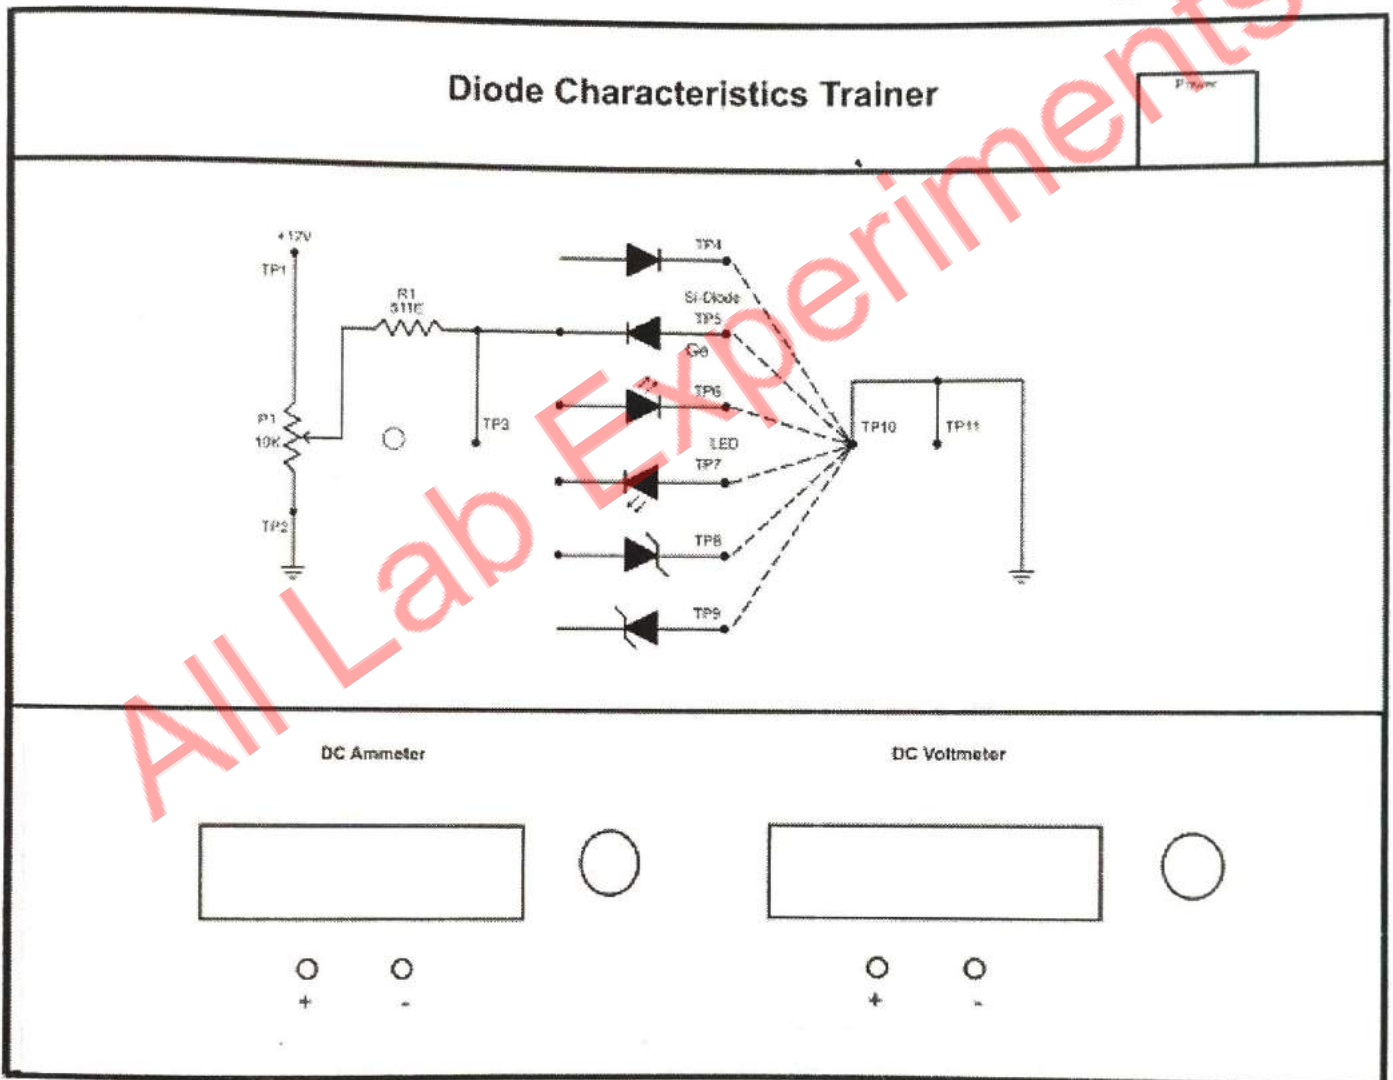 Diode Characteristics Trainer
Power
+12V
TP1
R1
P1
10K
TP2
TP3
TP4
Si-Diode
TP5
Ge
TP6
LED
TP7
TP8
TP9
TP10
TP11
DC Ammeter
DC Voltmeter
+ -
+ -
All Lab Experiments